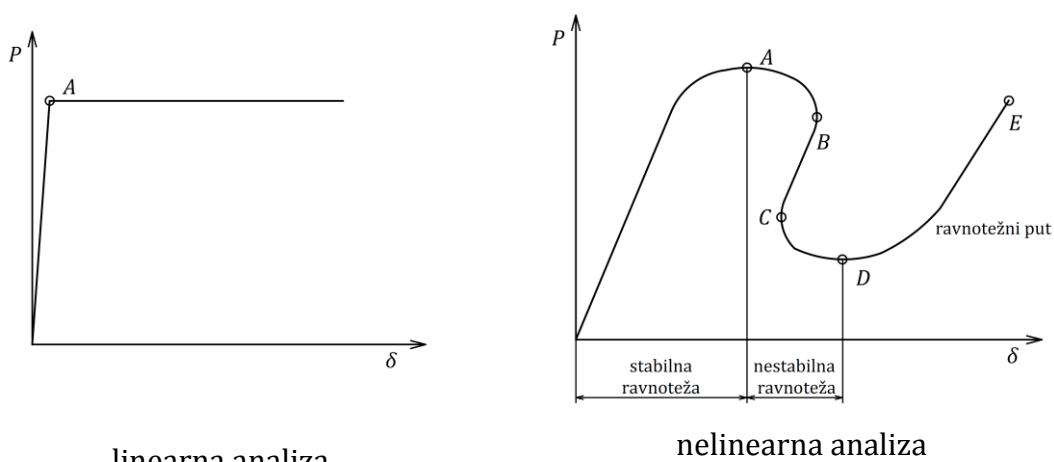 P
A
δ
linearna analiza
P
A
B
C
D
E
ravnotežni put
δ
stabilna
ravnoteža
nestabilna
ravnoteža
nelinearna analiza